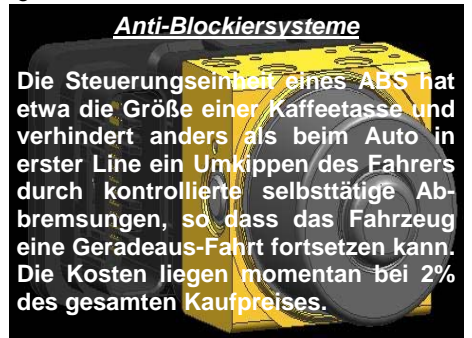 Anti-Blockiersysteme
Die Steuerungseinheit eines ABS hat
etwa die Größe einer Kaffeetasse und
verhindert anders als beim Auto in
erster Line ein Umkippen des Fahrers
durch kontrollierte selbsttätige Ab-
bremsungen, so dass das Fahrzeug
eine Geradeaus-Fahrt fortsetzen kann.
Die Kosten liegen momentan bei 2%
des gesamten Kaufpreises.